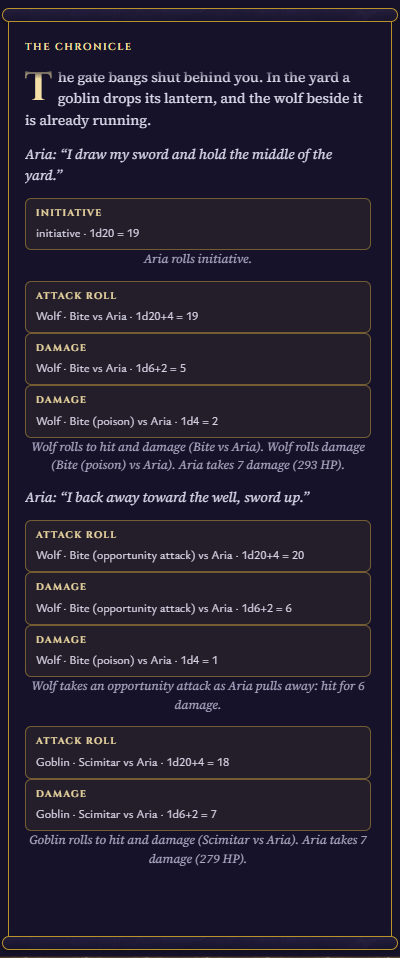 THE CHRONICLE
The gate bangs shut behind you. In the yard a
goblin drops its lantern, and the wolf beside it
is already running.
Aria: “I draw my sword and hold the middle of the
yard.”
INITIATIVE
initiative · 1d20 = 19
Aria rolls initiative.
ATTACK ROLL
Wolf · Bite vs Aria · 1d20+4 = 19
DAMAGE
Wolf · Bite vs Aria · 1d6+2 = 5
DAMAGE
Wolf · Bite (poison) vs Aria · 1d4 = 2
Wolf rolls to hit and damage (Bite vs Aria). Wolf rolls damage
(Bite (poison) vs Aria). Aria takes 7 damage (293 HP).
Aria: “I back away toward the well, sword up.”
ATTACK ROLL
Wolf · Bite (opportunity attack) vs Aria · 1d20+4 = 20
DAMAGE
Wolf · Bite (opportunity attack) vs Aria · 1d6+2 = 6
DAMAGE
Wolf · Bite (poison) vs Aria · 1d4 = 1
Wolf takes an opportunity attack as Aria pulls away: hit for 6
damage.
ATTACK ROLL
Goblin · Scimitar vs Aria · 1d20+4 = 18
DAMAGE
Goblin · Scimitar vs Aria · 1d6+2 = 7
Goblin rolls to hit and damage (Scimitar vs Aria). Aria takes 7
damage (279 HP).